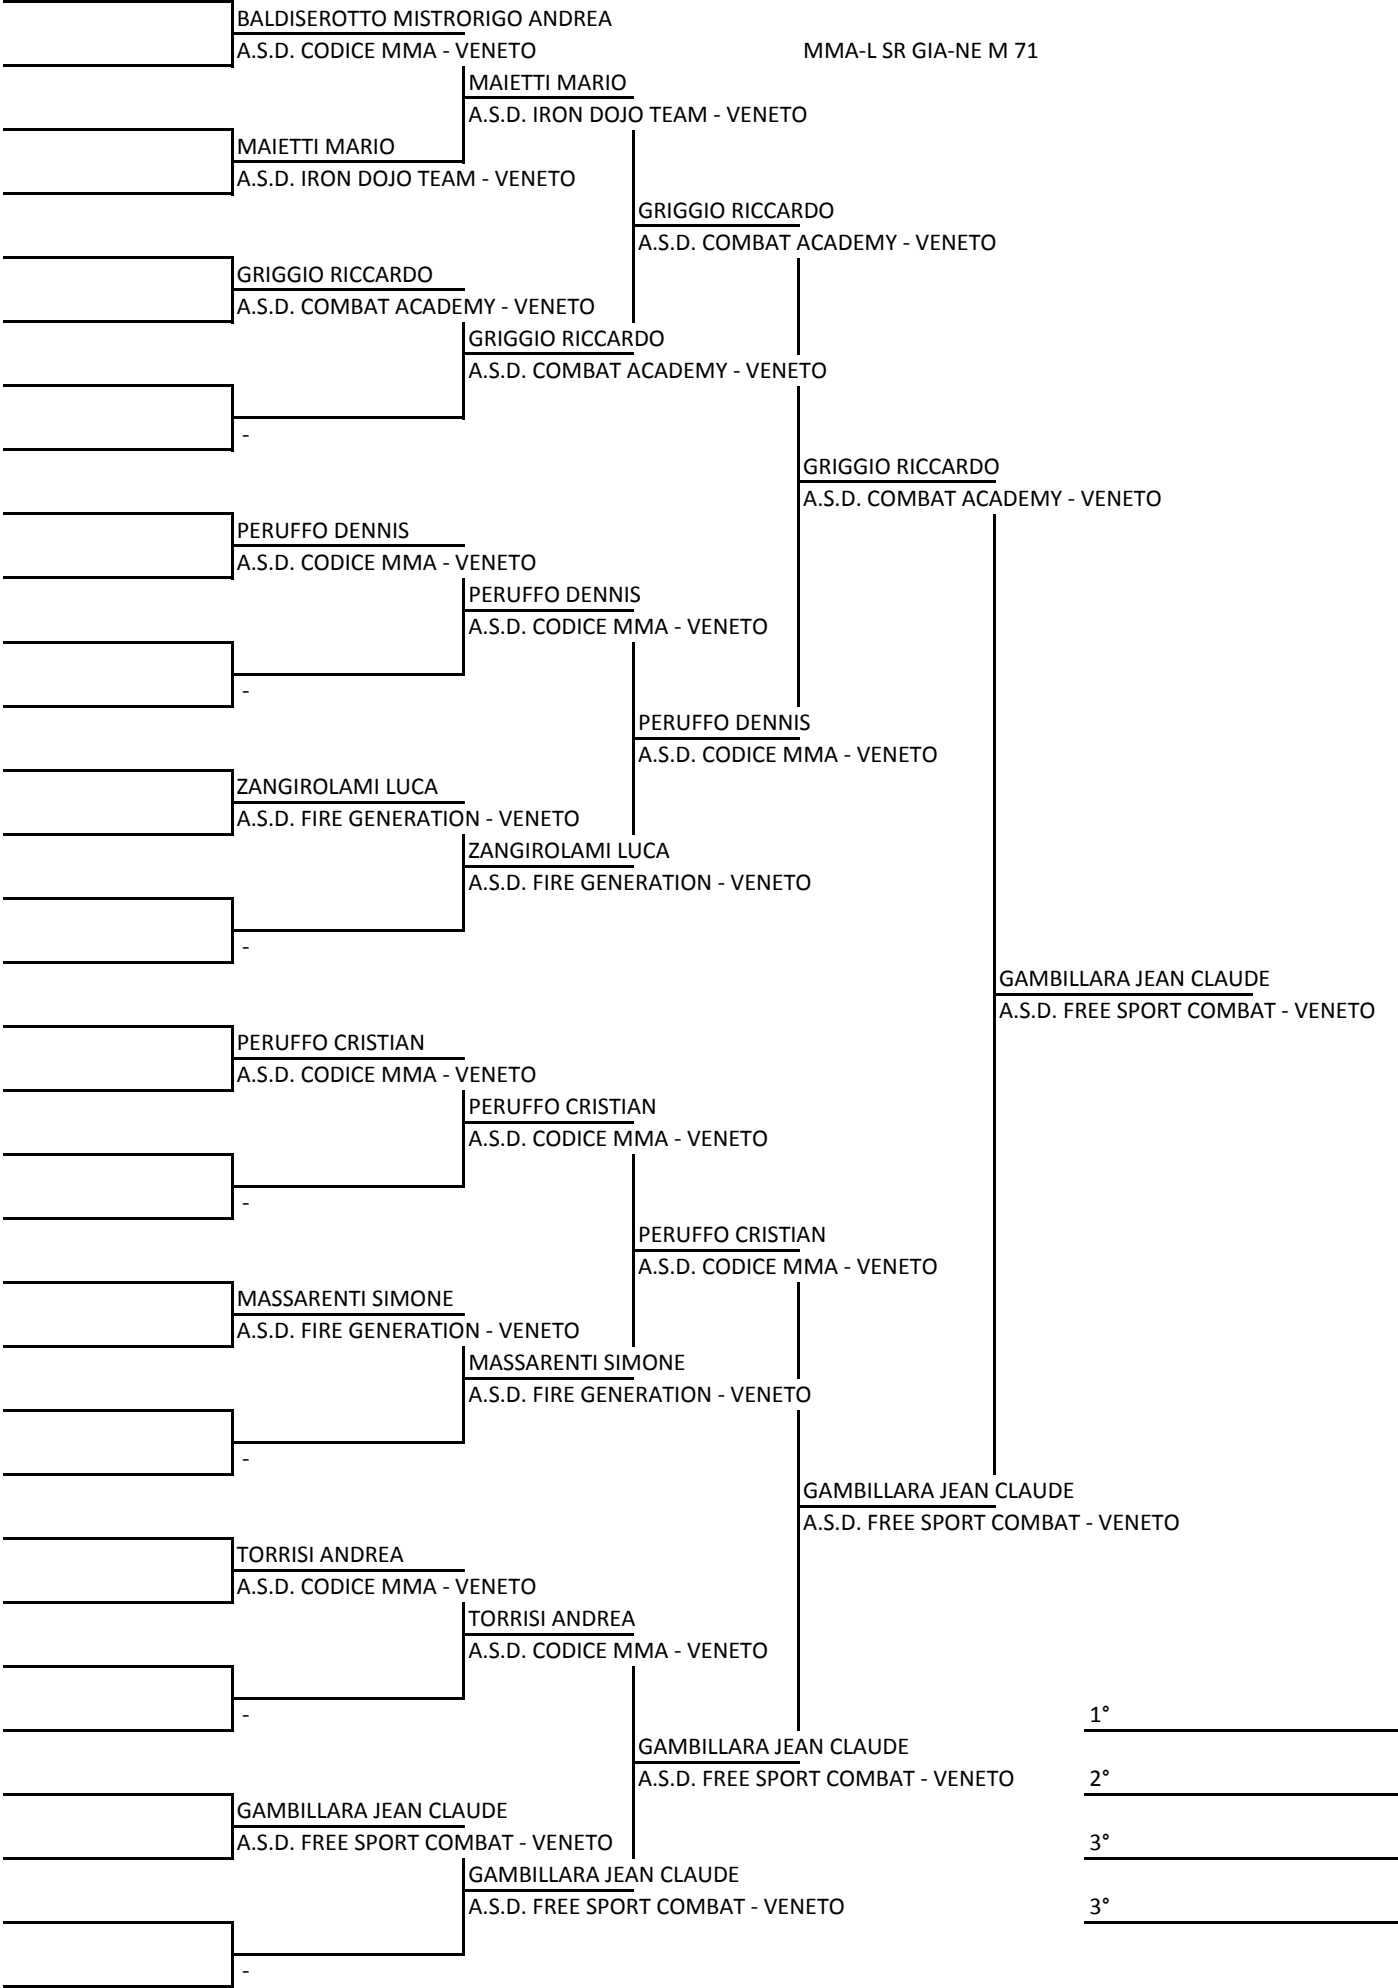 BALDISEROTTO MISTRORIGO ANDREA
A.S.D. CODICE MMA - VENETO
MMA-L SR GIA-NE M 71
MAIETTI MARIO
A.S.D. IRON DOJO TEAM - VENETO
MAIETTI MARIO
A.S.D. IRON DOJO TEAM - VENETO
GRIGGIO RICCARDO
A.S.D. COMBAT ACADEMY - VENETO
GRIGGIO RICCARDO
A.S.D. COMBAT ACADEMY - VENETO
GRIGGIO RICCARDO
A.S.D. COMBAT ACADEMY - VENETO
-
GRIGGIO RICCARDO
A.S.D. COMBAT ACADEMY - VENETO
PERUFFO DENNIS
A.S.D. CODICE MMA - VENETO
PERUFFO DENNIS
A.S.D. CODICE MMA - VENETO
-
PERUFFO DENNIS
A.S.D. CODICE MMA - VENETO
ZANGIROLAMI LUCA
A.S.D. FIRE GENERATION - VENETO
ZANGIROLAMI LUCA
A.S.D. FIRE GENERATION - VENETO
-
GAMBILLARA JEAN CLAUDE
A.S.D. FREE SPORT COMBAT - VENETO
PERUFFO CRISTIAN
A.S.D. CODICE MMA - VENETO
PERUFFO CRISTIAN
A.S.D. CODICE MMA - VENETO
-
PERUFFO CRISTIAN
A.S.D. CODICE MMA - VENETO
MASSARENTI SIMONE
A.S.D. FIRE GENERATION - VENETO
MASSARENTI SIMONE
A.S.D. FIRE GENERATION - VENETO
-
GAMBILLARA JEAN CLAUDE
A.S.D. FREE SPORT COMBAT - VENETO
TORRISI ANDREA
A.S.D. CODICE MMA - VENETO
TORRISI ANDREA
A.S.D. CODICE MMA - VENETO
-
1°
GAMBILLARA JEAN CLAUDE
A.S.D. FREE SPORT COMBAT - VENETO
2°
GAMBILLARA JEAN CLAUDE
A.S.D. FREE SPORT COMBAT - VENETO
3°
GAMBILLARA JEAN CLAUDE
A.S.D. FREE SPORT COMBAT - VENETO
3°
-